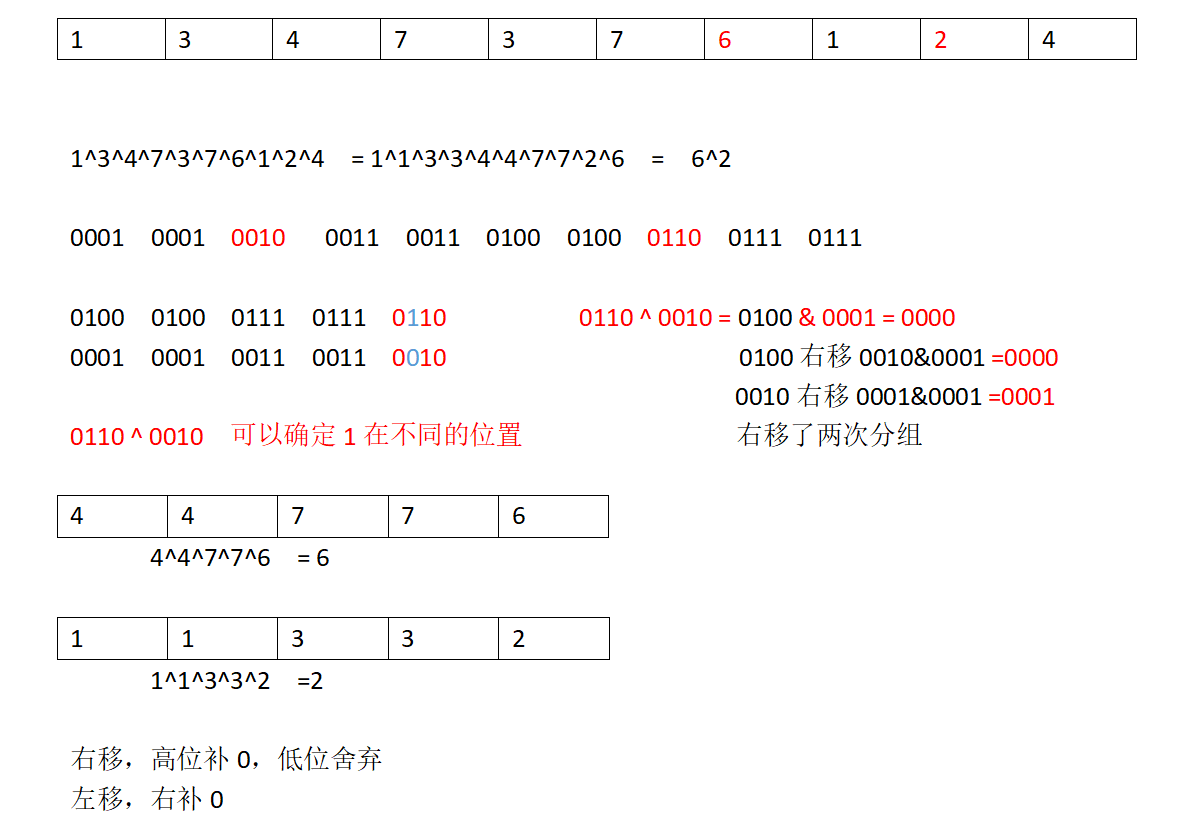 1 3 4 7 3 7 6 1 2 4
1^3^4^7^3^7^6^1^2^4 = 1^1^3^3^4^4^7^7^2^6 = 6^2
0001 0001 0010 0011 0011 0100 0100 0110 0111 0111
0100 0100 0111 0111 0110 0110 ^ 0010 = 0100 & 0001 = 0000
0001 0001 0011 0011 0010 0100 右移 0010&0001 =0000
0010 右移 0001&0001 =0001
0110 ^ 0010 可以确定 1 在不同的位置 右移了两次分组
4 4 7 7 6
4^4^7^7^6 = 6
1 1 3 3 2
1^1^3^3^2 =2
右移，高位补 0，低位舍弃
左移，右补 0